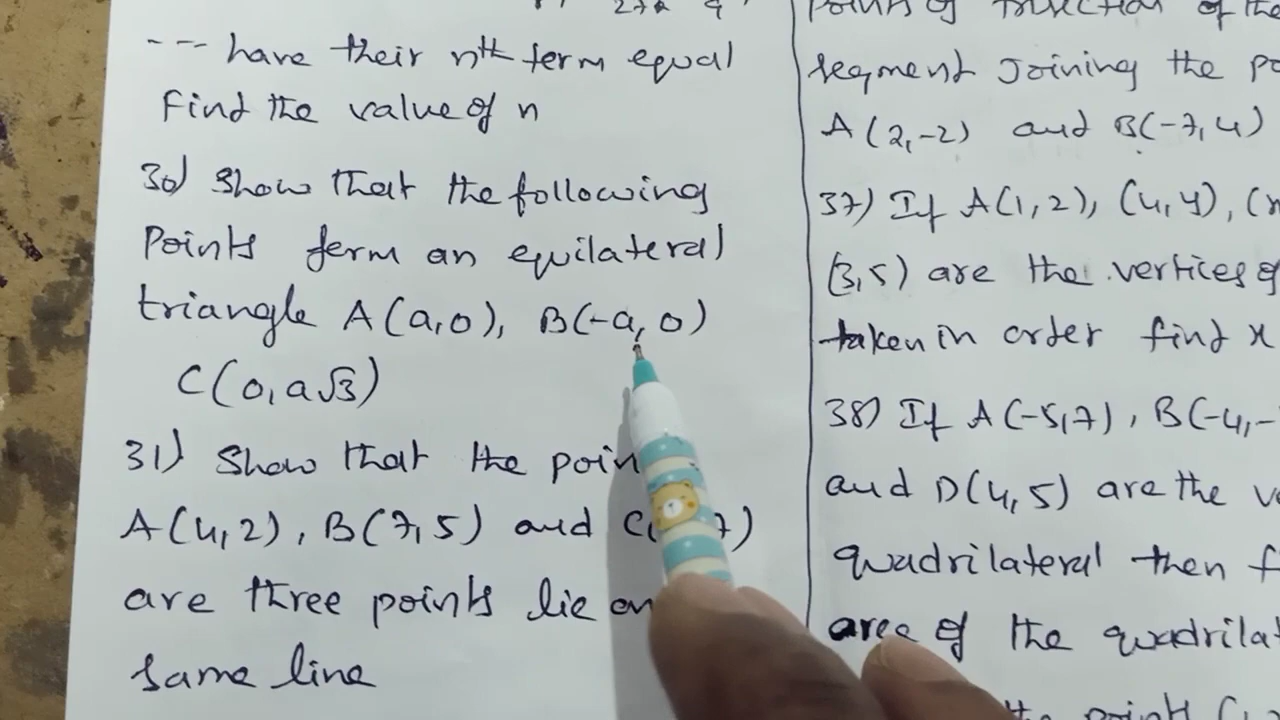 --- have their nth term equal
Find the value of n
30) Show that the following
Points form an equilateral
triangle A(a,0), B(-a,0)
C(0,a√3)
31) Show that the
A(4,2), B(7,5) and C( 7)
are three points lie on
same line
segment Joining the
A(2,-2) and B(-7,4)
37) If A(1,2), (4,y),
(3,5) are the vertices of
taken in order find x
38) If A(-5,7), B(-4,-
and D(4,5) are the
quadrilateral then
area of the
the points